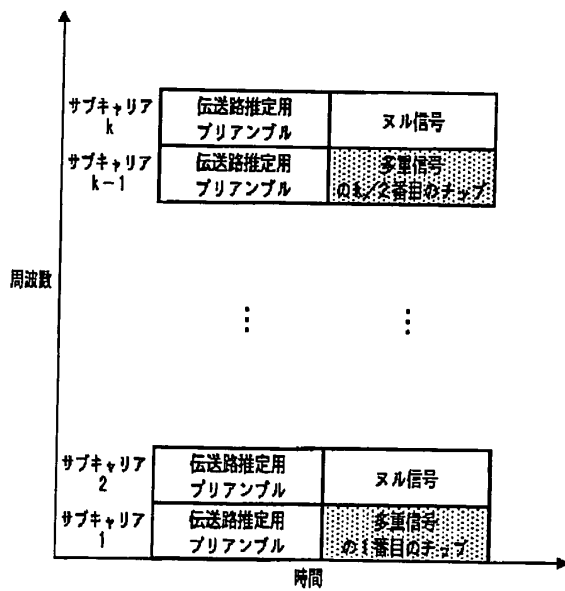 サブキャリア
k
伝送路推定用
プリアンブル
ヌル信号
サブキャリア
k-1
伝送路推定用
プリアンブル
多重信号
のk/2番目のチップ
周波数
サブキャリア
2
伝送路推定用
プリアンブル
ヌル信号
サブキャリア
1
伝送路推定用
プリアンブル
多重信号
の1番目のチップ
時間